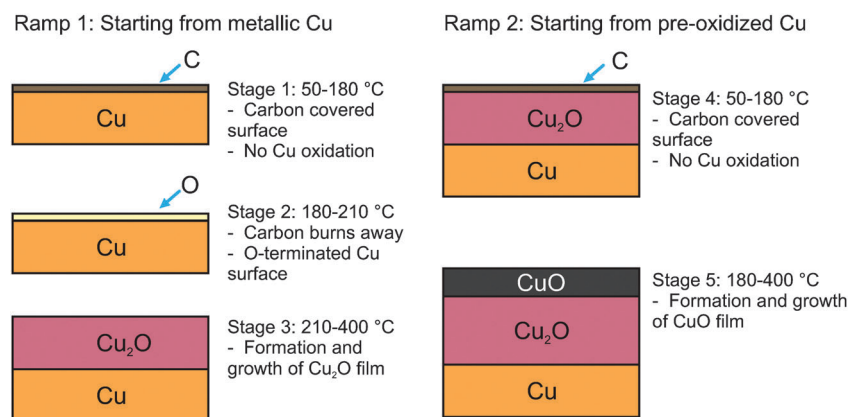 Ramp 1: Starting from metallic Cu
C
Cu
Stage 1: 50-180 °C
- Carbon covered
surface
- No Cu oxidation
O
Cu
Stage 2: 180-210 °C
- Carbon burns away
- O-terminated Cu
surface
Cu₂O
Cu
Stage 3: 210-400 °C
- Formation and
growth of Cu₂O film
Ramp 2: Starting from pre-oxidized Cu
C
Cu₂O
Cu
Stage 4: 50-180 °C
- Carbon covered
surface
- No Cu oxidation
CuO
Cu₂O
Cu
Stage 5: 180-400 °C
- Formation and growth
of CuO film